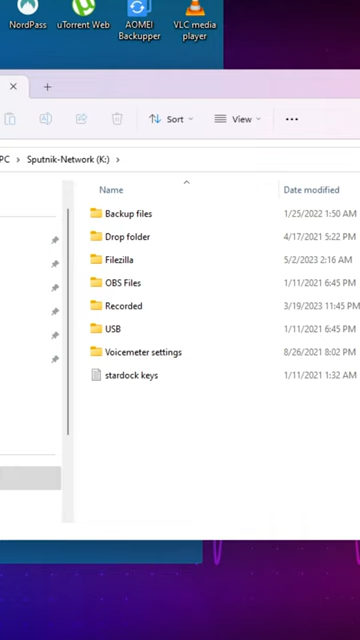 NordPass
uTorrent Web
AOMEI
Backupper
VLC media
player
Sort
View
PC > Sputnik-Network (K:) >
Name
Date modified
Backup files
1/25/2022 1:50 AM
Drop folder
4/17/2021 5:22 PM
Filezilla
5/2/2023 2:16 AM
OBS Files
1/11/2021 6:45 PM
Recorded
3/19/2023 11:45 PM
USB
1/11/2021 6:45 PM
Voicemeter settings
8/26/2021 8:02 PM
stardock keys
1/11/2021 1:32 AM